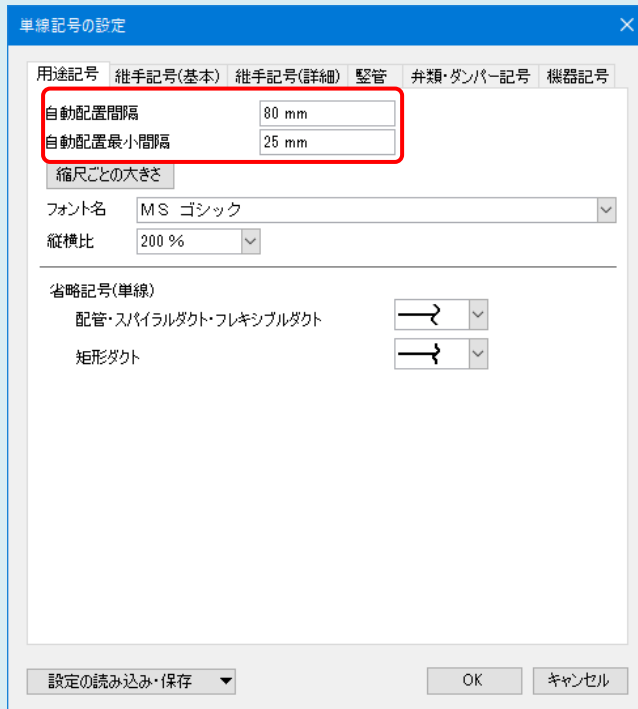 単線記号の設定
用途記号 継手記号(基本) 継手記号(詳細) 竪管 弁類・ダンパー記号 機器記号
自動配置間隔 80 mm
自動配置最小間隔 25 mm
縮尺ごとの大きさ
フォント名 ＭＳ ゴシック
縦横比 200 %
省略記号(単線)
配管・スパイラルダクト・フレキシブルダクト
矩形ダクト
設定の読み込み・保存 OK キャンセル